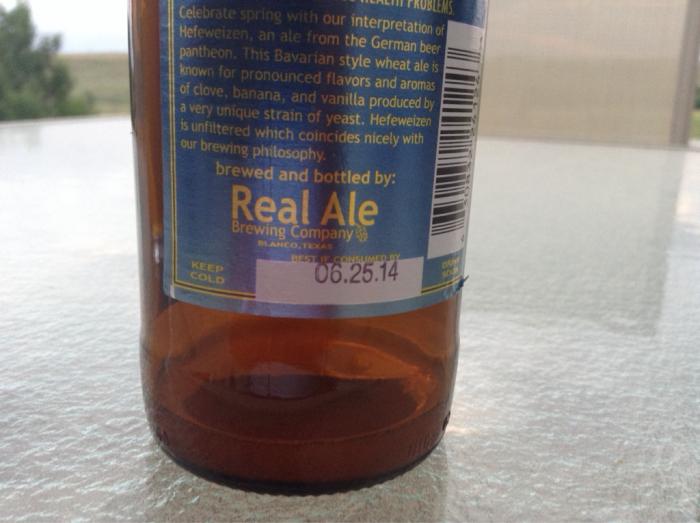 HEALTH PROBLEMS.
Celebrate spring with our interpretation of
Hefeweizen, an ale from the German beer
pantheon. This Bavarian style wheat ale is
known for pronounced flavors and aromas
of clove, banana, and vanilla produced by
a very unique strain of yeast. Hefeweizen
is unfiltered which coincides nicely with
our brewing philosophy.
brewed and bottled by:
Real Ale
Brewing Company
BLANCO, TEXAS
BEST IF CONSUMED BY
06.25.14
KEEP
COLD